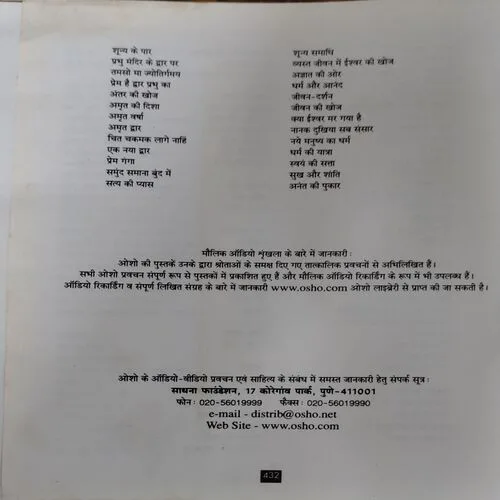 शून्य के पार
प्रभु मंदिर के द्वार पर
तमसो मा ज्योतिर्गमय
प्रेम है द्वार प्रभु का
अंतर की खोज
अमृत की दिशा
अमृत वर्षा
अमृत द्वार
चित चकमक लागे नाहिं
एक नया द्वार
प्रेम गंगा
समुंद समाना बुंद में
सत्य की प्यास
शून्य समाधि
व्यस्त जीवन में ईश्वर की खोज
अज्ञात की ओर
धर्म और आनंद
जीवन-दर्शन
जीवन की खोज
क्या ईश्वर मर गया है
नानक दुखिया सब संसार
नये मनुष्य का धर्म
धर्म की यात्रा
स्वयं की सत्ता
सुख और शांति
अनंत की पुकार
मौलिक ऑडियो शृंखला के बारे में जानकारी:
ओशो की पुस्तकें उनके द्वारा श्रोताओं के समक्ष दिए गए तात्कालिक प्रवचनों से अभिलिखित हैं।
सभी ओशो प्रवचन संपूर्ण रूप से पुस्तकों में प्रकाशित हुए हैं और मौलिक ऑडियो रिकार्डिंग के रूप में भी उपलब्ध हैं।
ऑडियो रिकार्डिंग व संपूर्ण लिखित संग्रह के बारे में जानकारी www.osho.com ओशो लाइब्रेरी से प्राप्त की जा सकती है।
ओशो के ऑडियो-वीडियो प्रवचन एवं साहित्य के संबंध में समस्त जानकारी हेतु संपर्क सूत्र:
साधना फाउंडेशन, 17 कोरेगांव पार्क, पुणे-411001
फोन: 020-56019999 फैक्स: 020-56019990
e-mail - distrib@osho.net
Web Site - www.osho.com
432